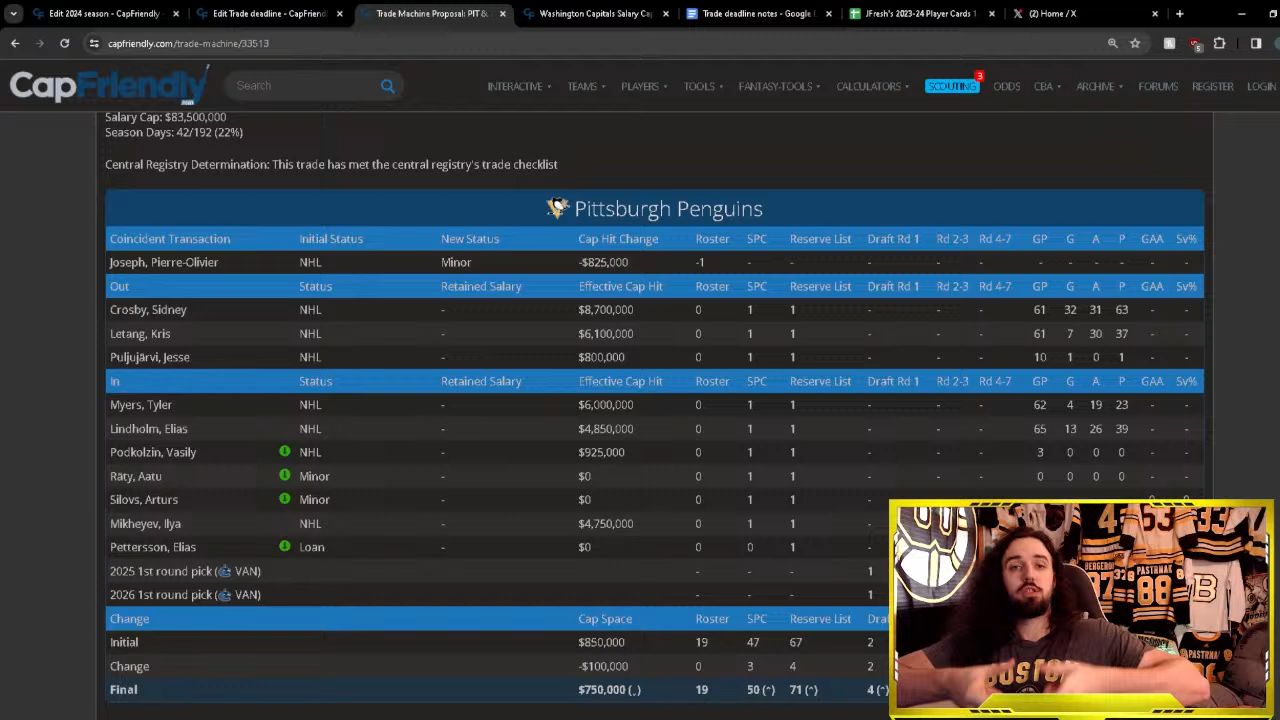 Edit 2024 season - CapFriendly
Edit Trade deadline - CapFriend
Trade Machine Proposal: PIT &
Washington Capitals Salary Cap
Trade deadline notes - Google D
JFresh's 2023-24 Player Cards 1
(2) Home / X
capfriendly.com/trade-machine/33513
CapFriendly
.com
Search
INTERACTIVE
TEAMS
PLAYERS
TOOLS
FANTASY-TOOLS
CALCULATORS
SCOUTING
3
ODDS
CBA
ARCHIVE
FORUMS
REGISTER
LOGIN
Salary Cap: $83,500,000
Season Days: 42/192 (22%)
Central Registry Determination: This trade has met the central registry's trade checklist
Pittsburgh Penguins
Coincident Transaction Initial Status New Status Cap Hit Change Roster SPC Reserve List Draft Rd 1 Rd 2-3 Rd 4-7 GP G A P GAA Sv%
Joseph, Pierre-Olivier NHL Minor -$825,000 -1 - - - - - - - - - - -
Out Status Retained Salary Effective Cap Hit Roster SPC Reserve List Draft Rd 1 Rd 2-3 Rd 4-7 GP G A P GAA Sv%
Crosby, Sidney NHL - $8,700,000 0 1 1 - - - 61 32 31 63 - -
Letang, Kris NHL - $6,100,000 0 1 1 - - - 61 7 30 37 - -
Puljujärvi, Jesse NHL - $800,000 0 1 1 - - - 10 1 0 1 - -
In Status Retained Salary Effective Cap Hit Roster SPC Reserve List Draft Rd 1 Rd 2-3 Rd 4-7 GP G A P GAA Sv%
Myers, Tyler NHL - $6,000,000 0 1 1 - - - 62 4 19 23 - -
Lindholm, Elias NHL - $4,850,000 0 1 1 - - - 65 13 26 39 - -
Podkolzin, Vasily NHL - $925,000 0 1 1 - - - 3 0 0 0 - -
Räty, Aatu Minor - $0 0 1 1 - - - 0 0 0 0 - -
Silovs, Arturs Minor - $0 0 1 1 -
Mikheyev, Ilya NHL - $4,750,000 0 1 1 -
Pettersson, Elias Loan - $0 0 0 1 -
2025 1st round pick ( VAN) - - - 1
2026 1st round pick ( VAN) - - - 1
Change Cap Space Roster SPC Reserve List Dra
Initial $850,000 19 47 67 2
Change -$100,000 0 3 4 2
Final $750,000 (,) 19 50 (^) 71 (^) 4 (^)
BERGERON
37
PASTRNAK
88
33
B
PASTRNAK
BOSTON